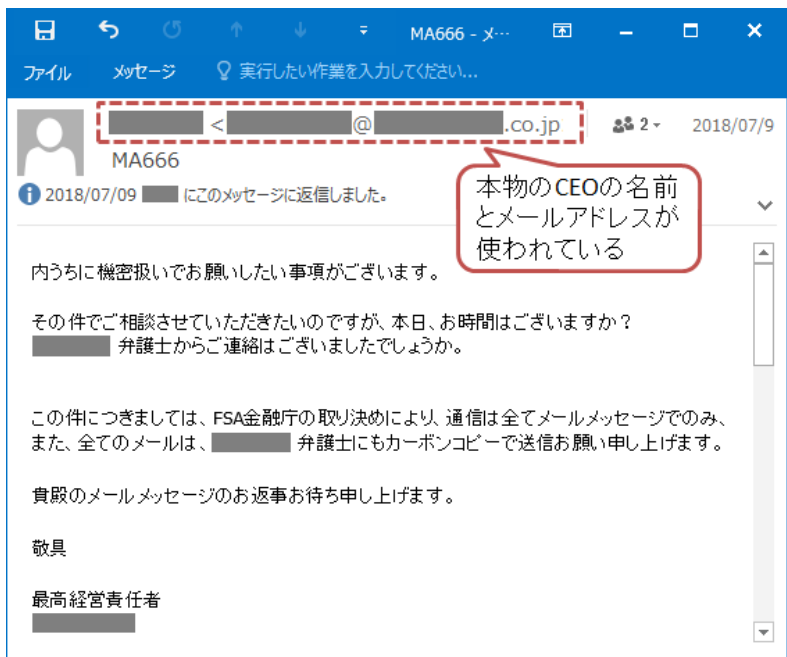 MA666 - メ…
ファイル メッセージ 実行したい作業を入力してください...
< @ .co.jp 2 2018/07/9
MA666
2018/07/09 にこのメッセージに返信しました。
本物のCEOの名前
とメールアドレスが
使われている
内うちに機密扱いでお願いしたい事項がございます。
その件でご相談させていただきたいのですが、本日、お時間はございますか？
弁護士からご連絡はございましたでしょうか。
この件につきましては、FSA金融庁の取り決めにより、通信は全てメールメッセージでのみ、
また、全てのメールは、 弁護士にもカーボンコピーで送信お願い申し上げます。
貴殿のメールメッセージのお返事お待ち申し上げます。
敬具
最高経営責任者